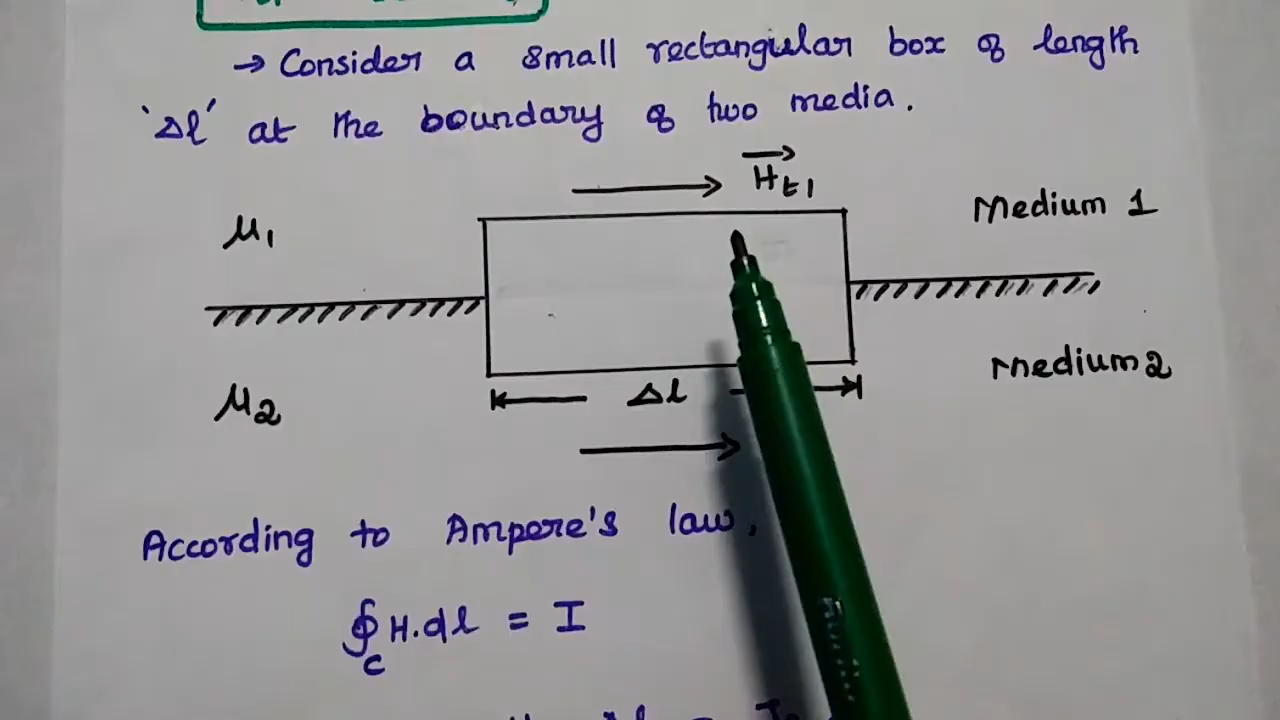 → Consider a small rectangular box of length
'Δl' at the boundary of two media.
H⃗t1
μ1
Medium 1
μ2
Δl
Medium 2
According to Ampere's law,
∮c H.dl = I